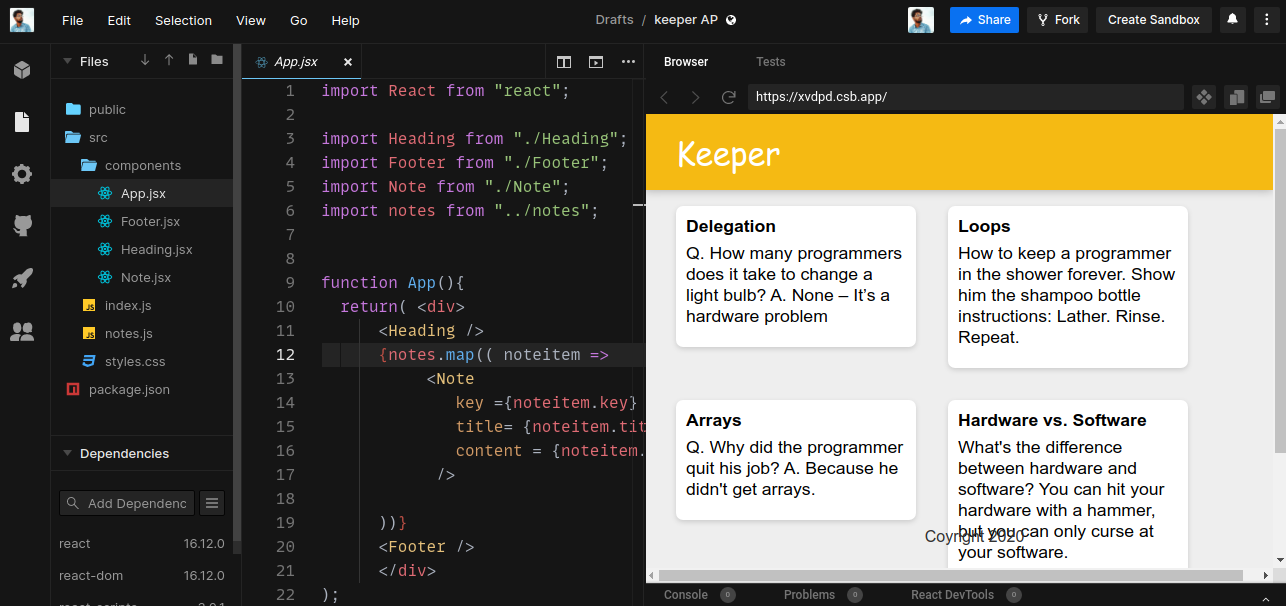 File Edit Selection View Go Help
Drafts / keeper AP
Share
Fork
Create Sandbox
Files
public
src
components
App.jsx
Footer.jsx
Heading.jsx
Note.jsx
index.js
notes.js
styles.css
package.json
Dependencies
Add Dependenc
react 16.12.0
react-dom 16.12.0
App.jsx
1 import React from "react";
2
3 import Heading from "./Heading";
4 import Footer from "./Footer";
5 import Note from "./Note";
6 import notes from "../notes";
7
8
9 function App(){
10 return( <div>
11 <Heading />
12 {notes.map(( noteitem =>
13 <Note
14 key ={noteitem.key}
15 title= {noteitem.tit
16 content = {noteitem.
17 />
18
19 ))}
20 <Footer />
21 </div>
22 );
Browser Tests
https://xvdpd.csb.app/
Keeper
Delegation
Q. How many programmers
does it take to change a
light bulb? A. None – It's a
hardware problem
Loops
How to keep a programmer
in the shower forever. Show
him the shampoo bottle
instructions: Lather. Rinse.
Repeat.
Arrays
Q. Why did the programmer
quit his job? A. Because he
didn't get arrays.
Hardware vs. Software
What's the difference
between hardware and
software? You can hit your
hardware with a hammer,
but you can only curse at
your software.
Coyright 2020
Console 0 Problems 0 React DevTools 0